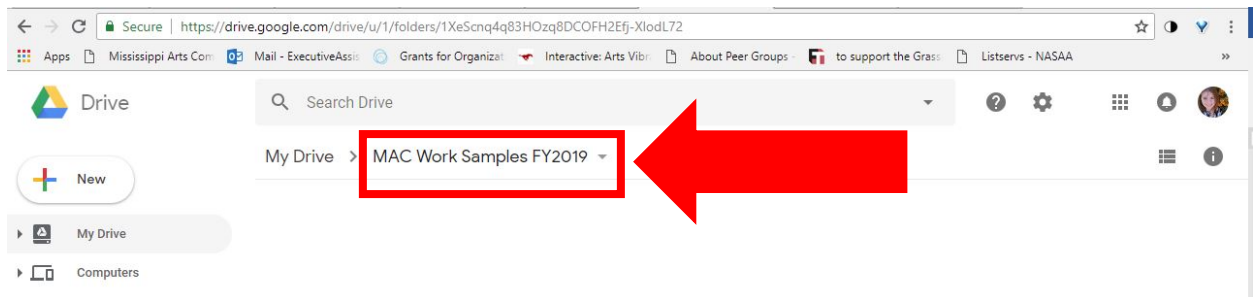 Secure | https://drive.google.com/drive/u/1/folders/1XeScnq4q83HOzq8DCOFH2Efj-XlodL72
Apps Mississippi Arts Com Mail - ExecutiveAssis Grants for Organizat Interactive: Arts Vibr About Peer Groups - to support the Grass Listservs - NASAA »
Drive Search Drive
My Drive > MAC Work Samples FY2019
New
My Drive
Computers